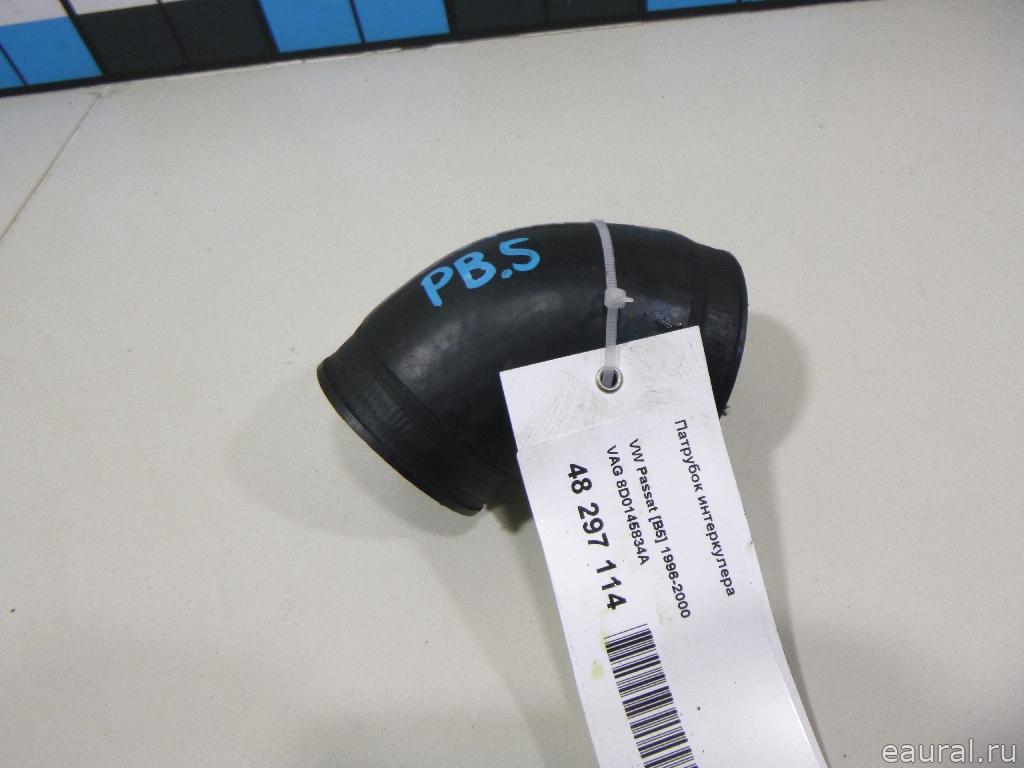 PB.5
Патрубок интеркулера
VW Passat [B5] 1996-2000
VAG 8D0145834A
48 297 114
eaural.ru